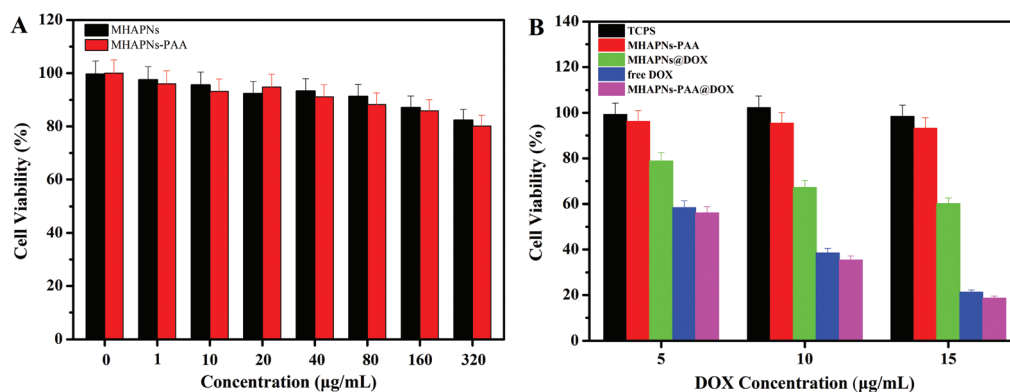 A
MHAPNs
MHAPNs-PAA
120
100
80
60
40
20
0
Cell Viability (%)
0 1 10 20 40 80 160 320
Concentration (μg/mL)
B
TCPS
MHAPNs-PAA
MHAPNs@DOX
free DOX
MHAPNs-PAA@DOX
140
120
100
80
60
40
20
0
Cell Viability (%)
5 10 15
DOX Concentration (μg/mL)